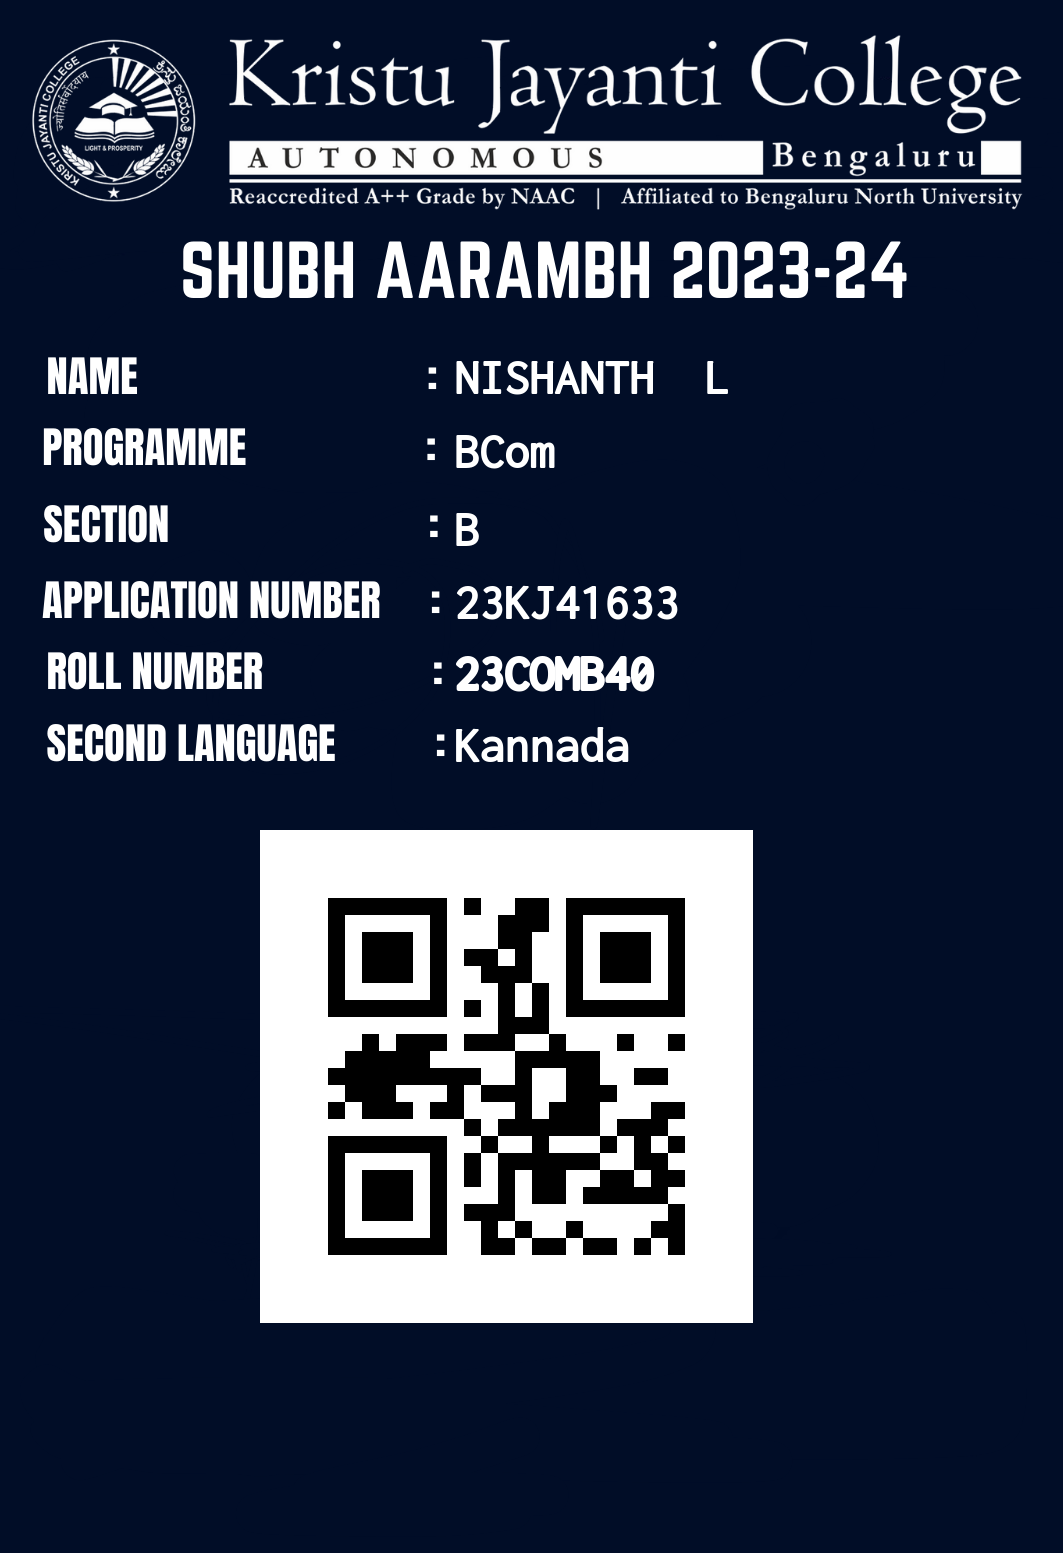 Kristu Jayanti College
AUTONOMOUS Bengaluru
Reaccredited A++ Grade by NAAC | Affiliated to Bengaluru North University
KRISTU JAYANTI COLLEGE
LIGHT & PROSPERITY
SHUBH AARAMBH 2023-24
NAME : NISHANTH L
PROGRAMME : BCom
SECTION : B
APPLICATION NUMBER : 23KJ41633
ROLL NUMBER : 23COMB40
SECOND LANGUAGE :Kannada